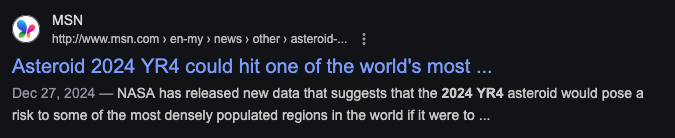 MSN
http://www.msn.com › en-my › news › other › asteroid-...
Asteroid 2024 YR4 could hit one of the world's most ...
Dec 27, 2024 — NASA has released new data that suggests that the 2024 YR4 asteroid would pose a
risk to some of the most densely populated regions in the world if it were to ...